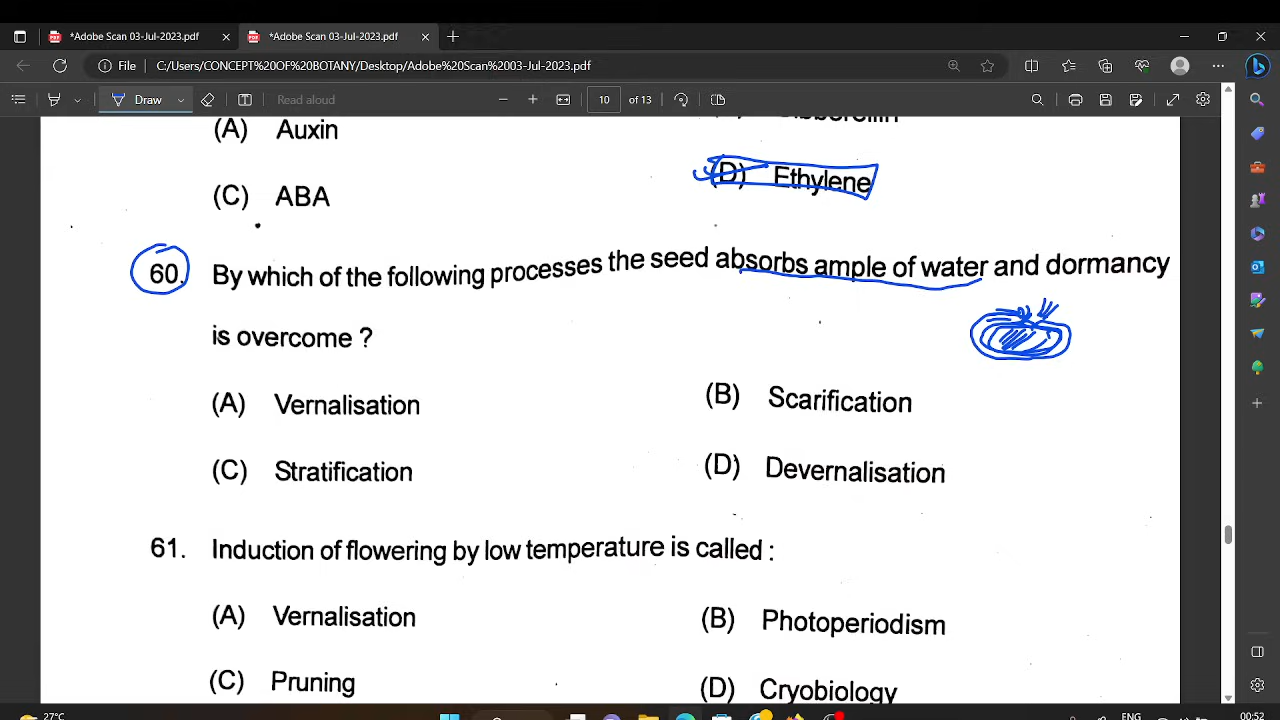 *Adobe Scan 03-Jul-2023.pdf
*Adobe Scan 03-Jul-2023.pdf
File
C:/Users/CONCEPT%20OF%20BOTANY/Desktop/Adobe%20Scan%2003-Jul-2023.pdf
Draw
Read aloud
10 of 13
(A) Auxin
(D) Ethylene
(C) ABA
60. By which of the following processes the seed absorbs ample of water and dormancy
is overcome ?
(A) Vernalisation
(B) Scarification
(C) Stratification
(D) Devernalisation
61. Induction of flowering by low temperature is called :
(A) Vernalisation
(B) Photoperiodism
(C) Pruning
(D) Cryobiology
27°C
ENG
00:52